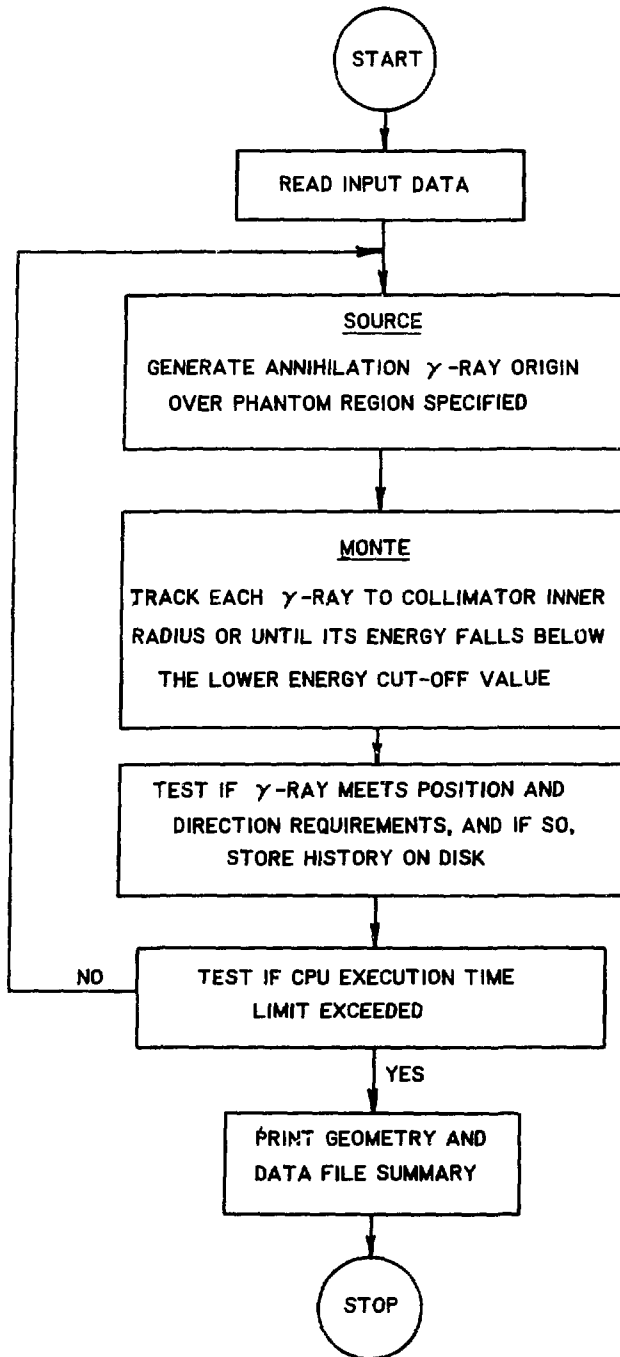 START
READ INPUT DATA
SOURCE
GENERATE ANNIHILATION γ-RAY ORIGIN
OVER PHANTOM REGION SPECIFIED
MONTE
TRACK EACH γ-RAY TO COLLIMATOR INNER
RADIUS OR UNTIL ITS ENERGY FALLS BELOW
THE LOWER ENERGY CUT-OFF VALUE
TEST IF γ-RAY MEETS POSITION AND
DIRECTION REQUIREMENTS, AND IF SO,
STORE HISTORY ON DISK
NO
TEST IF CPU EXECUTION TIME
LIMIT EXCEEDED
YES
PRINT GEOMETRY AND
DATA FILE SUMMARY
STOP